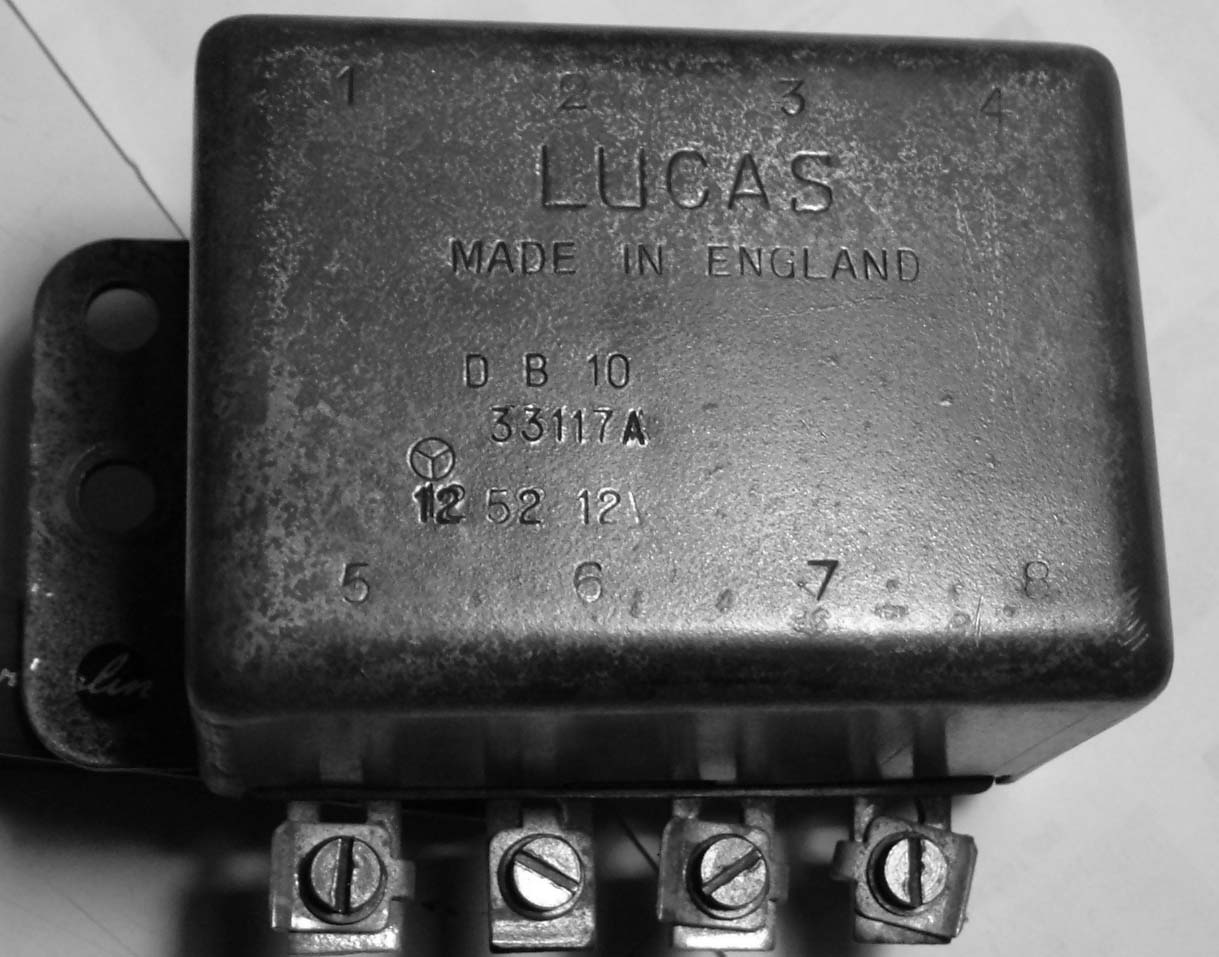 1 2 3 4
LUCAS
MADE IN ENGLAND
D B 10
33117A
12 52 12V
5 6 7 8